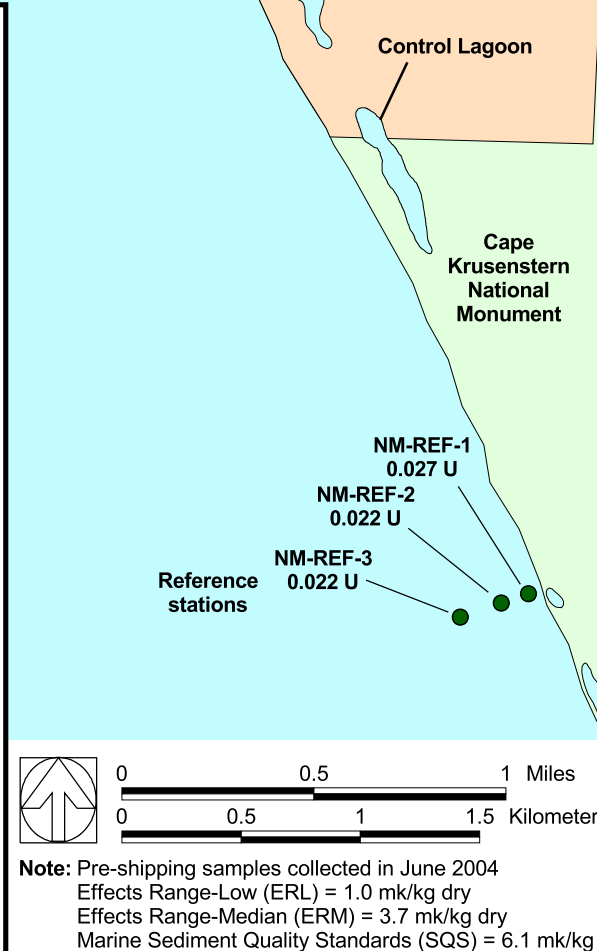 Control Lagoon
Cape
Krusenstern
National
Monument
NM-REF-1
0.027 U
NM-REF-2
0.022 U
NM-REF-3
0.022 U
Reference
stations
0 0.5 1 Miles
0 0.5 1 1.5 Kilometer
Note: Pre-shipping samples collected in June 2004
Effects Range-Low (ERL) = 1.0 mk/kg dry
Effects Range-Median (ERM) = 3.7 mk/kg dry
Marine Sediment Quality Standards (SQS) = 6.1 mk/kg